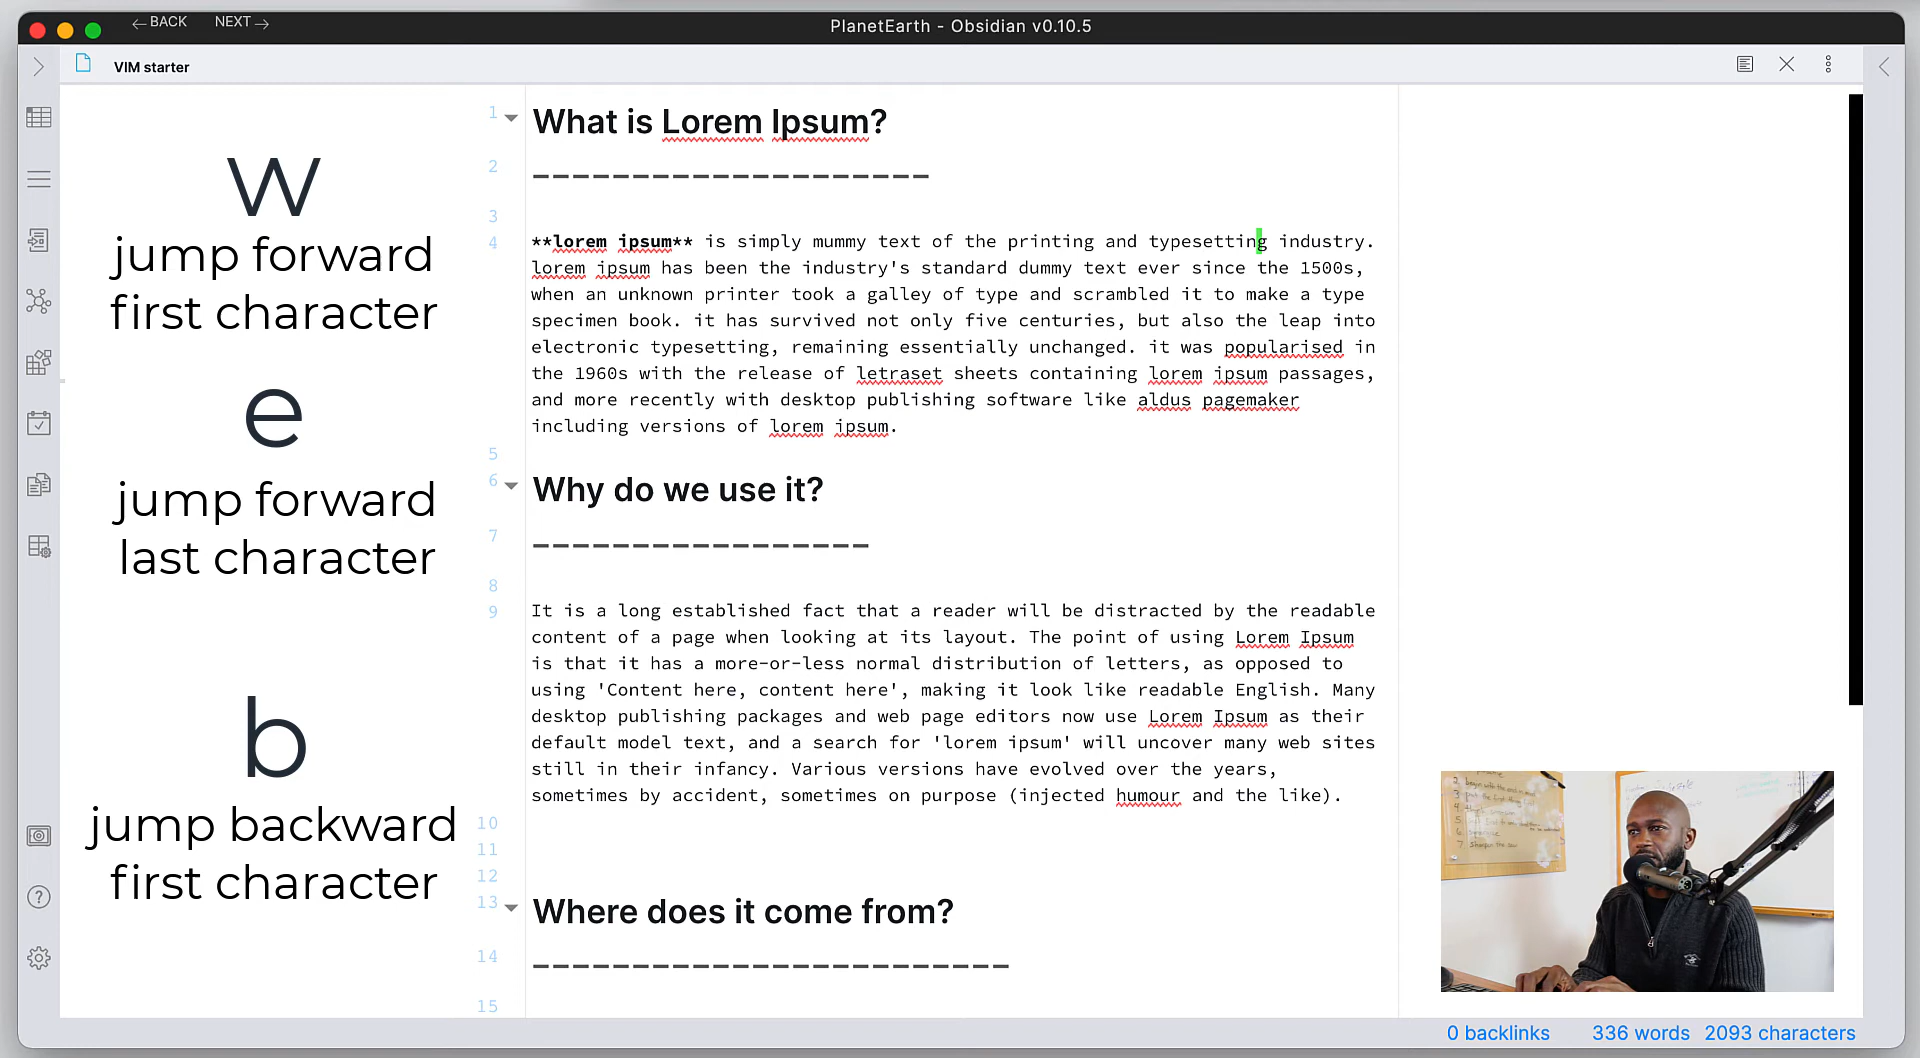 ←BACK NEXT→
PlanetEarth - Obsidian v0.10.5
VIM starter
w
jump forward
first character
e
jump forward
last character
b
jump backward
first character
1 What is Lorem Ipsum?
2 --------------------
3
4 **lorem ipsum** is simply mummy text of the printing and typesetting industry.
lorem ipsum has been the industry's standard dummy text ever since the 1500s,
when an unknown printer took a galley of type and scrambled it to make a type
specimen book. it has survived not only five centuries, but also the leap into
electronic typesetting, remaining essentially unchanged. it was popularised in
the 1960s with the release of letraset sheets containing lorem ipsum passages,
and more recently with desktop publishing software like aldus pagemaker
including versions of lorem ipsum.
5
6 Why do we use it?
7 -----------------
8
9 It is a long established fact that a reader will be distracted by the readable
content of a page when looking at its layout. The point of using Lorem Ipsum
is that it has a more-or-less normal distribution of letters, as opposed to
using 'Content here, content here', making it look like readable English. Many
desktop publishing packages and web page editors now use Lorem Ipsum as their
default model text, and a search for 'lorem ipsum' will uncover many web sites
still in their infancy. Various versions have evolved over the years,
sometimes by accident, sometimes on purpose (injected humour and the like).
10
11
12
13 Where does it come from?
14 ------------------------
15
0 backlinks 336 words 2093 characters